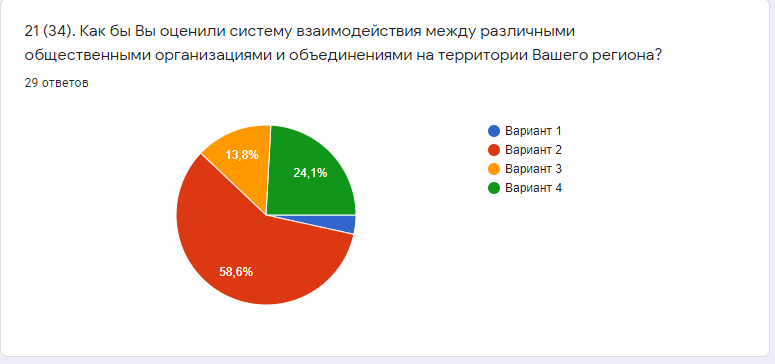 21 (34). Как бы Вы оценили систему взаимодействия между различными
общественными организациями и объединениями на территории Вашего региона?
29 ответов
Вариант 1
Вариант 2
Вариант 3
Вариант 4
13,8%
24,1%
58,6%